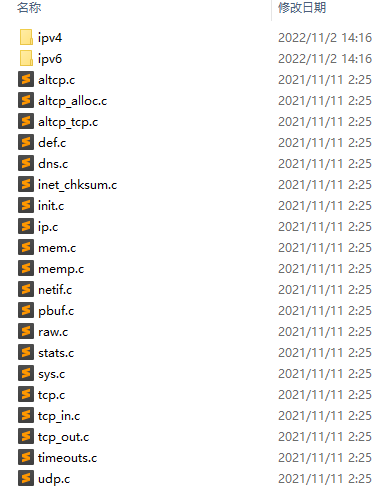 名称 修改日期
ipv4 2022/11/2 14:16
ipv6 2022/11/2 14:16
altcp.c 2021/11/11 2:25
altcp_alloc.c 2021/11/11 2:25
altcp_tcp.c 2021/11/11 2:25
def.c 2021/11/11 2:25
dns.c 2021/11/11 2:25
inet_chksum.c 2021/11/11 2:25
init.c 2021/11/11 2:25
ip.c 2021/11/11 2:25
mem.c 2021/11/11 2:25
memp.c 2021/11/11 2:25
netif.c 2021/11/11 2:25
pbuf.c 2021/11/11 2:25
raw.c 2021/11/11 2:25
stats.c 2021/11/11 2:25
sys.c 2021/11/11 2:25
tcp.c 2021/11/11 2:25
tcp_in.c 2021/11/11 2:25
tcp_out.c 2021/11/11 2:25
timeouts.c 2021/11/11 2:25
udp.c 2021/11/11 2:25